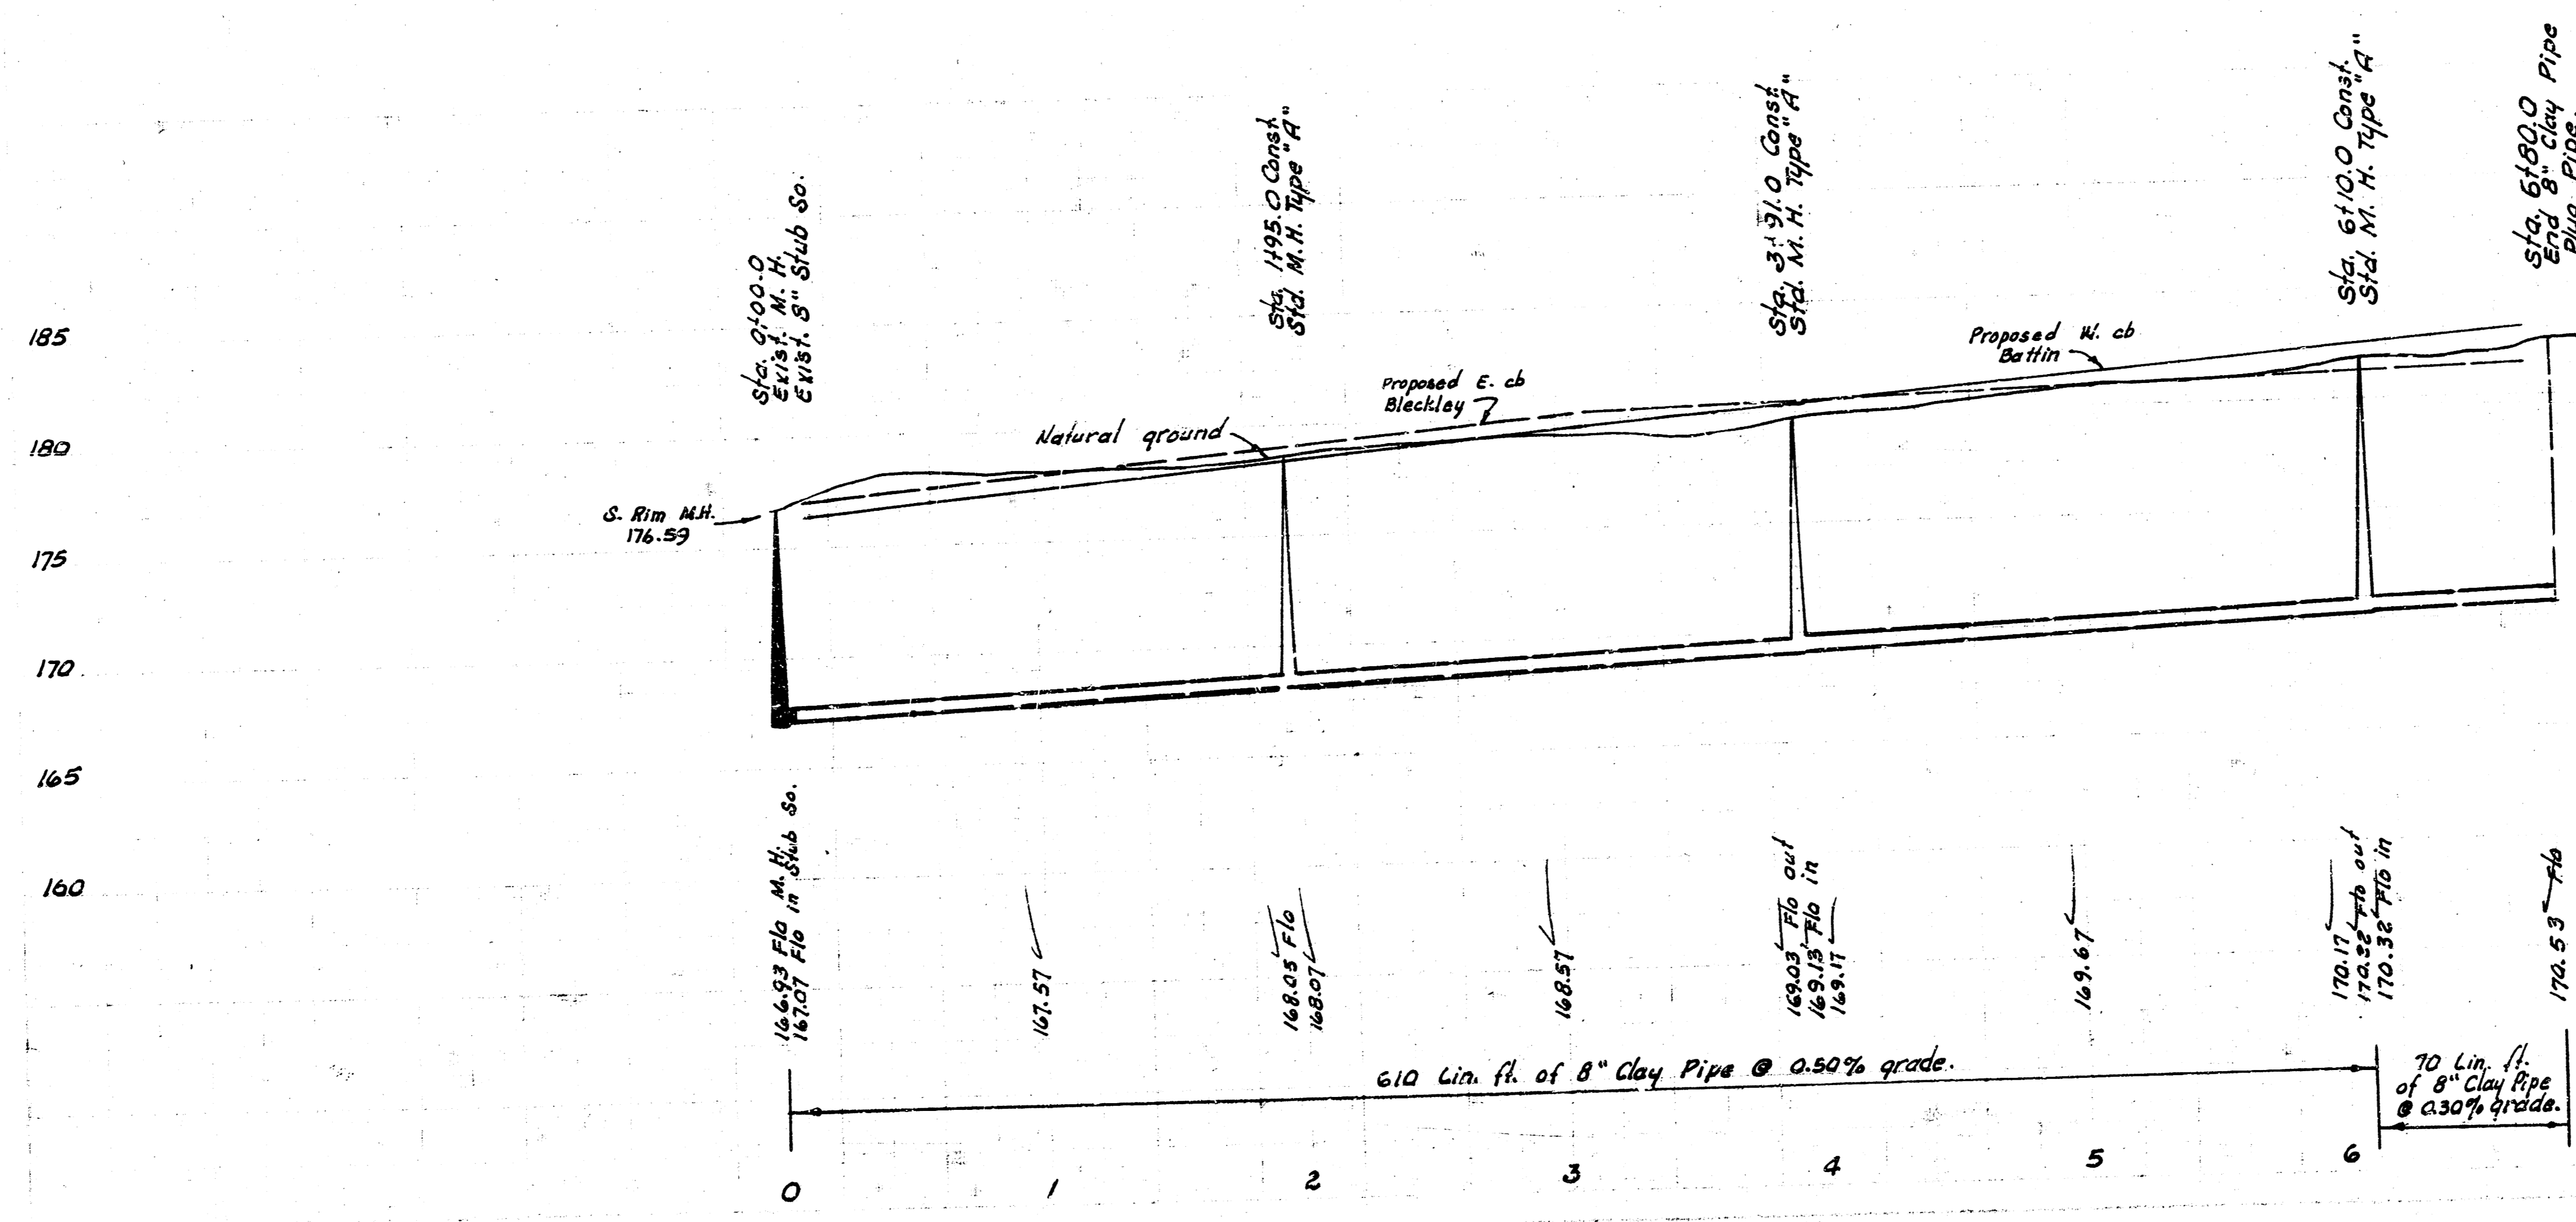 Sta. 0+00.0
Exist. M. H.
Exist. 8" Stub So.
Sta. 1+95.0 Const.
Std. M.H. Type "A"
Sta. 3+91.0 Const.
Std. M. H. Type "A"
Sta. 6+10.0 Const.
Std. M. H. Type "A"
Sta. 6+80.0
End 8" Clay Pipe
Plug Pipe.
185
180
175
170
165
160
S. Rim M.H.
176.59
Natural ground
Proposed E. cb
Bleckley
Proposed W. cb
Battin
166.93 Flo M. H.
167.07 Flo in Stub So.
167.57
168.05 Flo
168.07
168.57
169.03 Flo out
169.13 Flo in
169.17
169.67
170.17
170.22 Flo out
170.32 Flo in
170.53 Flo
610 Lin. ft. of 8" Clay Pipe @ 0.50% grade.
70 Lin. ft.
of 8" Clay Pipe
@ 0.30% grade.
0 1 2 3 4 5 6